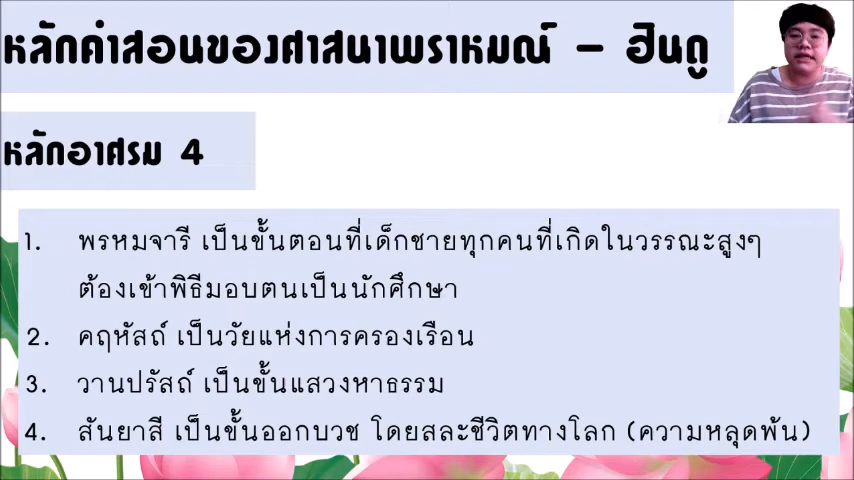 หลักคำสอนของศาสนาพราหมณ์ – ฮินดู
หลักอาศรม 4
1. พรหมจารี เป็นขั้นตอนที่เด็กชายทุกคนที่เกิดในวรรณะสูงๆ
ต้องเข้าพิธีมอบตนเป็นนักศึกษา
2. คฤหัสถ์ เป็นวัยแห่งการครองเรือน
3. วานปรัสถ์ เป็นขั้นแสวงหาธรรม
4. สันยาสี เป็นขั้นออกบวช โดยสละชีวิตทางโลก (ความหลุดพ้น)